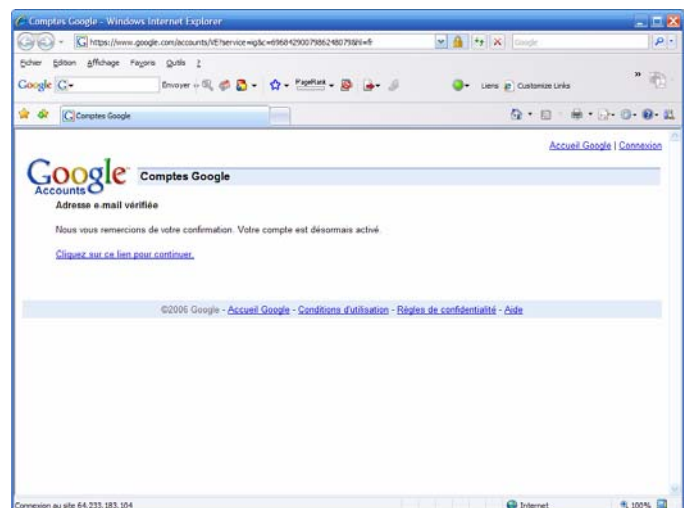 Comptes Google - Windows Internet Explorer
Google
Fichier Edition Affichage Favoris Outils ?
Google G Envoyer PageRank Liens Customize Links
Comptes Google
Accueil Google | Connexion
Google Accounts
Comptes Google
Adresse e-mail vérifiée
Nous vous remercions de votre confirmation. Votre compte est désormais activé.
Cliquez sur ce lien pour continuer.
©2006 Google - Accueil Google - Conditions d'utilisation - Règles de confidentialité - Aide
Connexion au site 64.233.183.104 Internet 100%